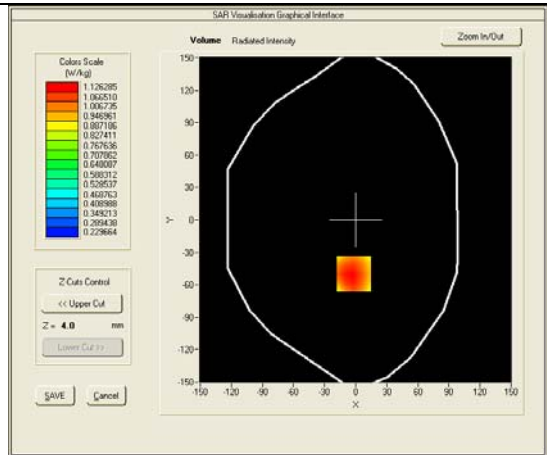 SAR Visualisation Graphical Interface
Volume Radiated Intensity
Zoom In/Out
Colors Scale
(W/kg)
1.126285
1.066510
1.006735
0.946961
0.887186
0.827411
0.767636
0.707862
0.648087
0.588312
0.528537
0.468763
0.408988
0.349213
0.289438
0.229664
Z Cuts Control
<< Upper Cut
Z = 4.0 mm
Lower Cut >>
SAVE Cancel
150-
120-
90-
60-
30-
0-
-30-
-60-
-90-
-120-
-150-
Y
-150 -120 -90 -60 -30 0 30 60 90 120 150
X